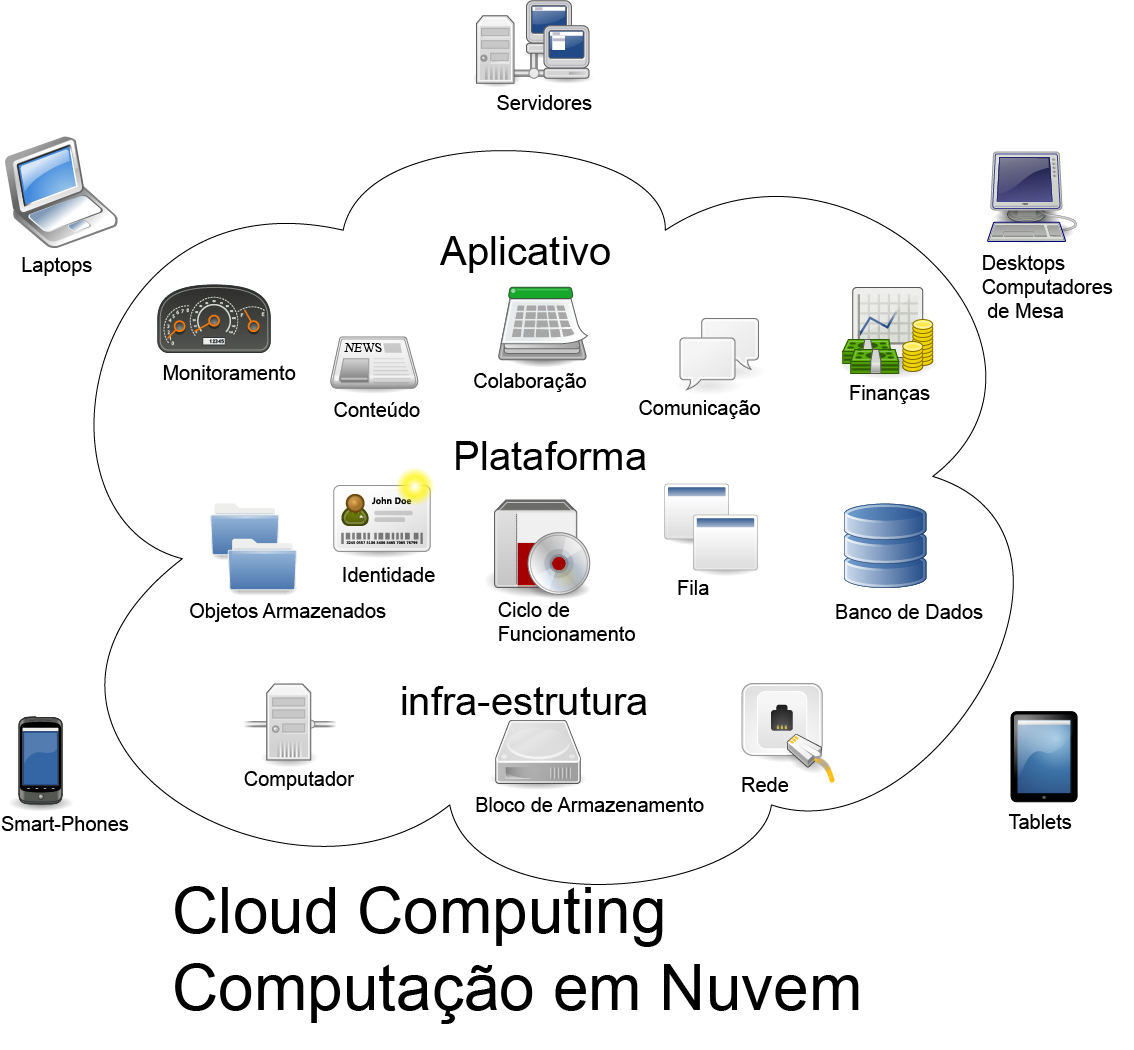 Servidores
Laptops
Desktops
Computadores
de Mesa
Aplicativo
12345
Monitoramento
NEWS
Conteúdo
Colaboração
Comunicação
Finanças
Plataforma
Objetos Armazenados
John Doe
Identidade
Ciclo de
Funcionamento
Fila
Banco de Dados
infra-estrutura
Computador
Bloco de Armazenamento
Rede
Smart-Phones
Tablets
Cloud Computing
Computação em Nuvem